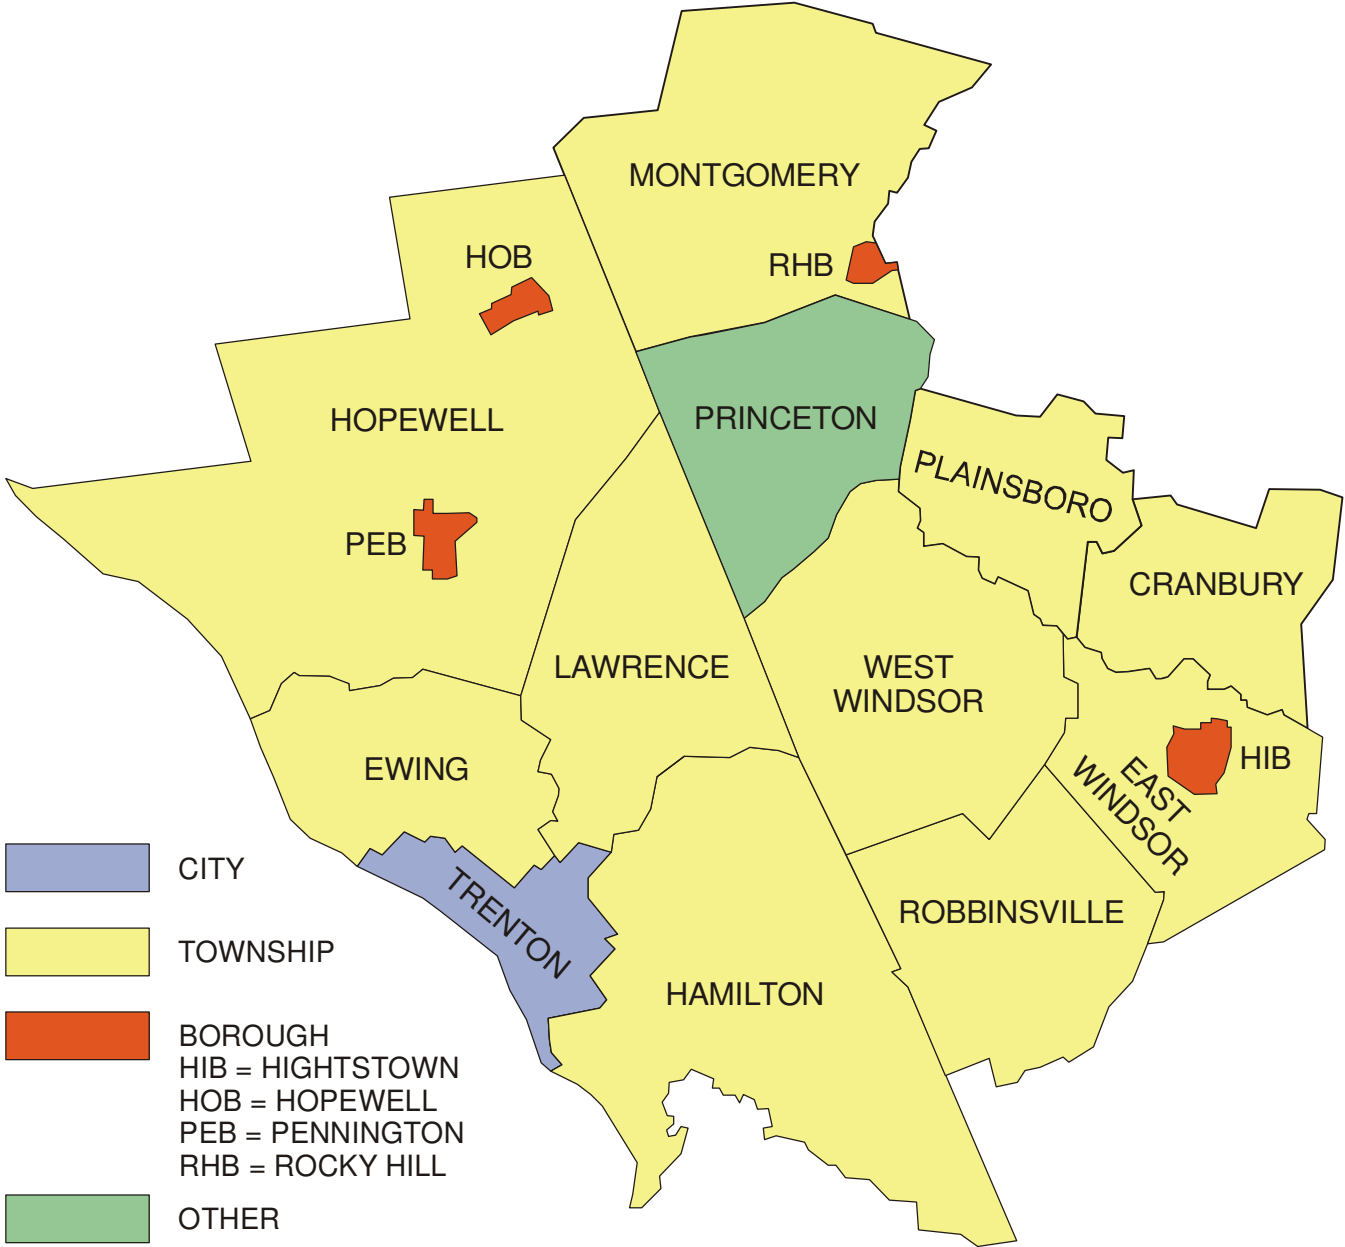 MONTGOMERY
HOB
RHB
HOPEWELL
PRINCETON
PLAINSBORO
PEB
CRANBURY
LAWRENCE
WEST
WINDSOR
EWING
HIB
EAST
WINDSOR
TRENTON
ROBBINSVILLE
HAMILTON
CITY
TOWNSHIP
BOROUGH
HIB = HIGHTSTOWN
HOB = HOPEWELL
PEB = PENNINGTON
RHB = ROCKY HILL
OTHER